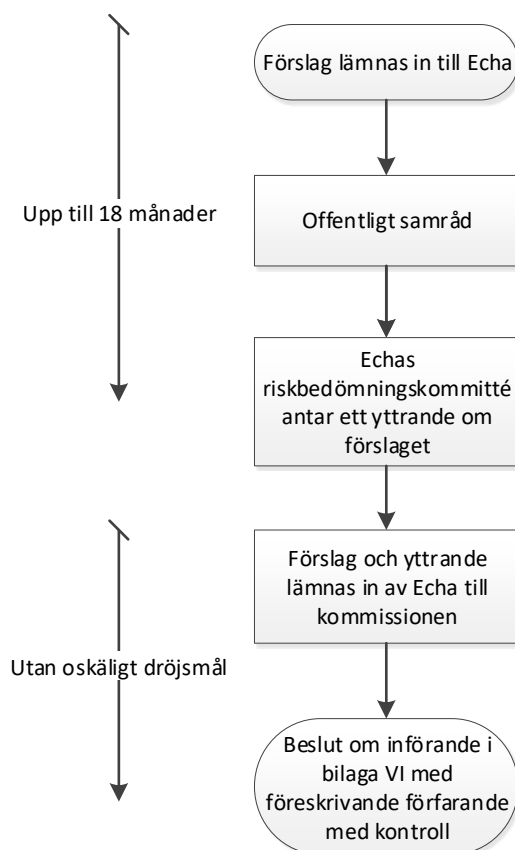 Förslag lämnas in till Echa
Upp till 18 månader
Offentligt samråd
Echas
riskbedömningskommitté
antar ett yttrande om
förslaget
Förslag och yttrande
lämnas in av Echa till
kommissionen
Utan oskäligt dröjsmål
Beslut om införande i
bilaga VI med
föreskrivande förfarande
med kontroll